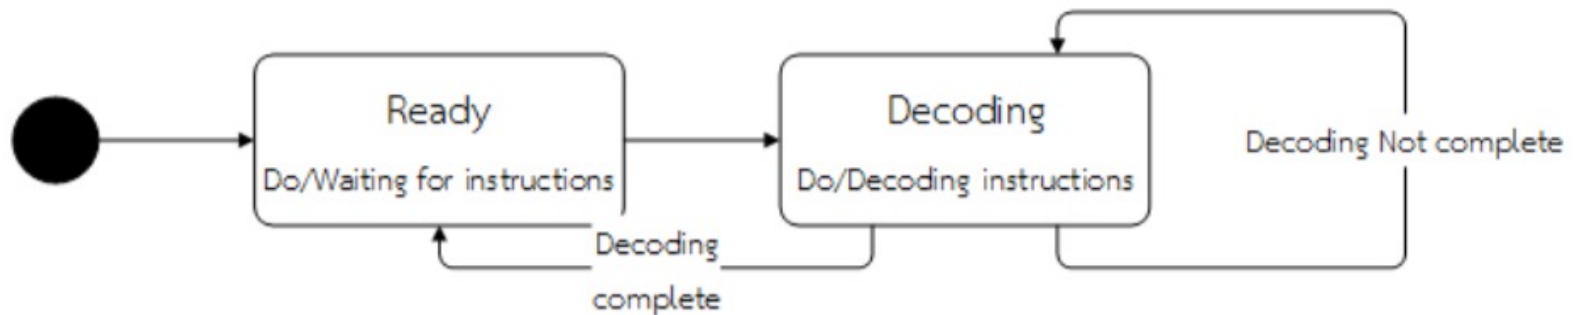 Ready
Do/Waiting for instructions
Decoding
Do/Decoding instructions
Decoding Not complete
Decoding
complete